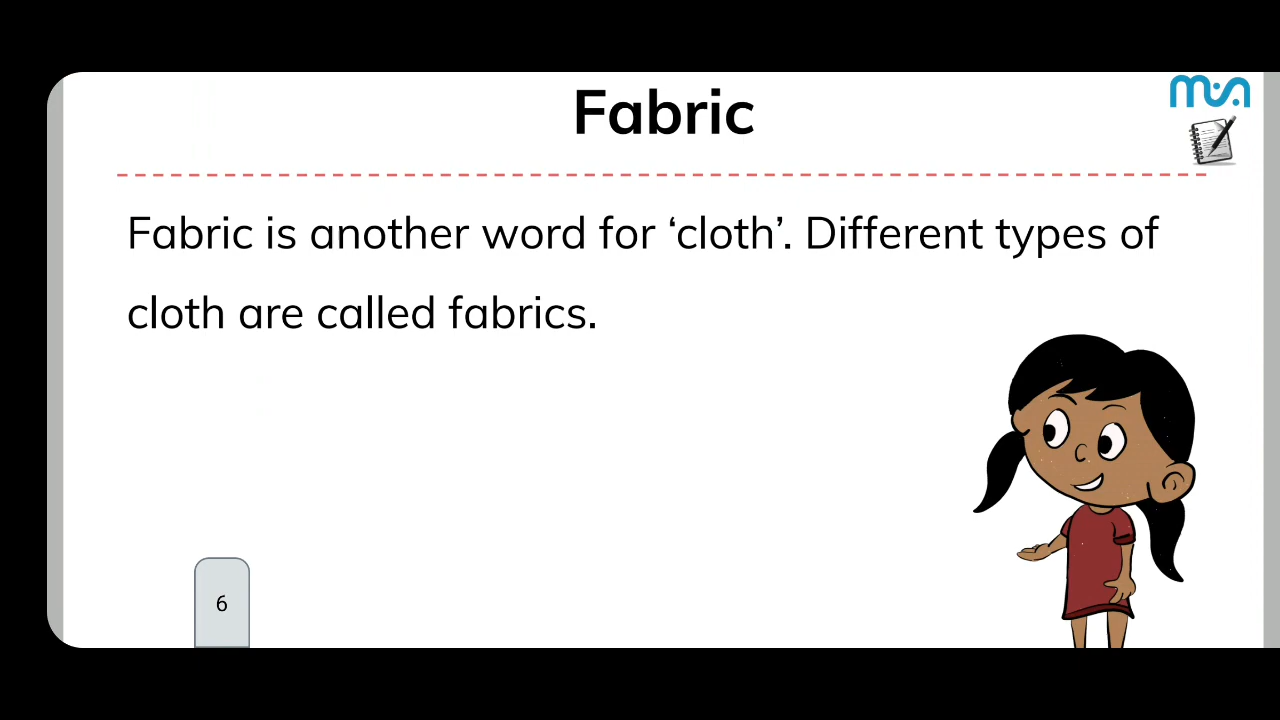 Fabric
Fabric is another word for ‘cloth’. Different types of
cloth are called fabrics.
6